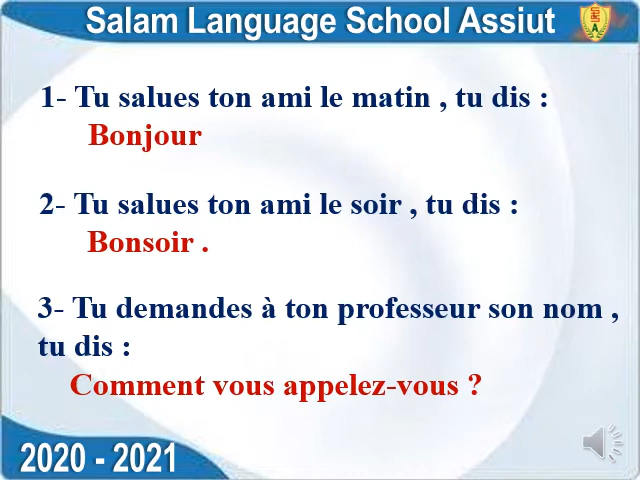 Salam Language School Assiut
1- Tu salues ton ami le matin , tu dis :
Bonjour
2- Tu salues ton ami le soir , tu dis :
Bonsoir .
3- Tu demandes à ton professeur son nom ,
tu dis :
Comment vous appelez-vous ?
2020 - 2021